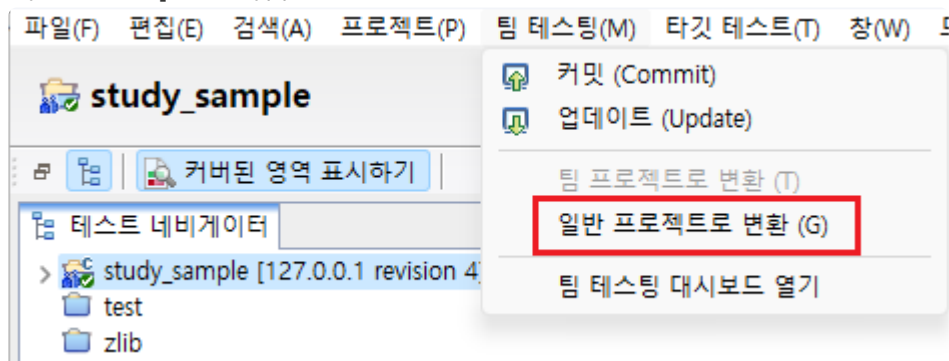 파일(F) 편집(E) 검색(A) 프로젝트(P) 팀 테스팅(M) 타깃 테스트(T) 창(W)
study_sample
커밋 (Commit)
업데이트 (Update)
팀 프로젝트로 변환 (T)
일반 프로젝트로 변환 (G)
팀 테스팅 대시보드 열기
커버된 영역 표시하기
테스트 네비게이터
study_sample [127.0.0.1 revision 4]
test
zlib